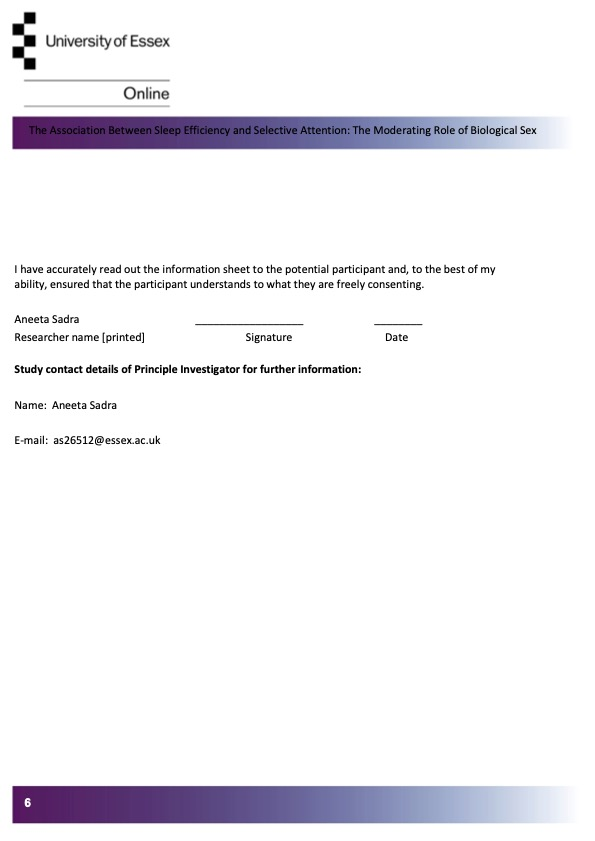 University of Essex
Online
The Association Between Sleep Efficiency and Selective Attention: The Moderating Role of Biological Sex
I have accurately read out the information sheet to the potential participant and, to the best of my
ability, ensured that the participant understands to what they are freely consenting.
Aneeta Sadra __________________ ________
Researcher name [printed] Signature Date
Study contact details of Principle Investigator for further information:
Name: Aneeta Sadra
E-mail: as26512@essex.ac.uk
6